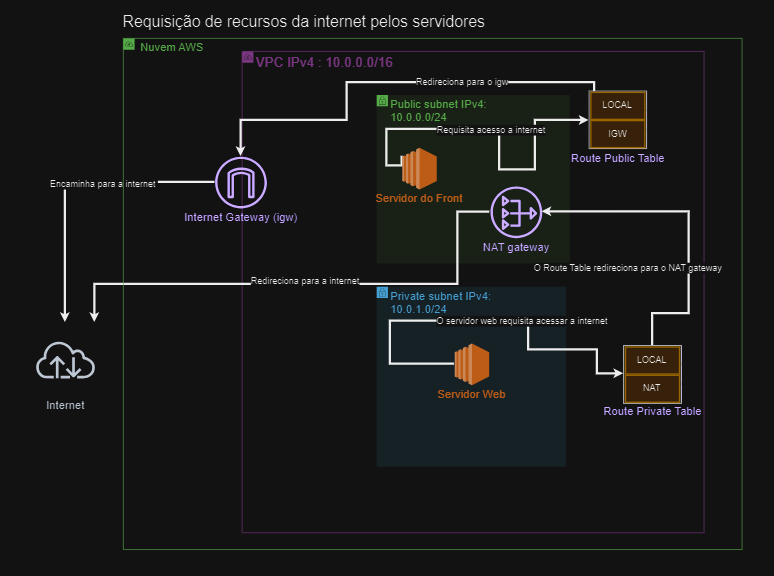 Requisição de recursos da internet pelos servidores
Nuvem AWS
VPC IPv4 : 10.0.0.0/16
Redireciona para o igw
Public subnet IPv4:
10.0.0.0/24
LOCAL
Requisita acesso a internet
IGW
Route Public Table
Encaminha para a internet
Servidor do Front
Internet Gateway (igw)
NAT gateway
O Route Table redireciona para o NAT gateway
Redireciona para a internet
Private subnet IPv4:
10.0.1.0/24
O servidor web requisita acessar a internet
LOCAL
NAT
Servidor Web
Internet
Route Private Table